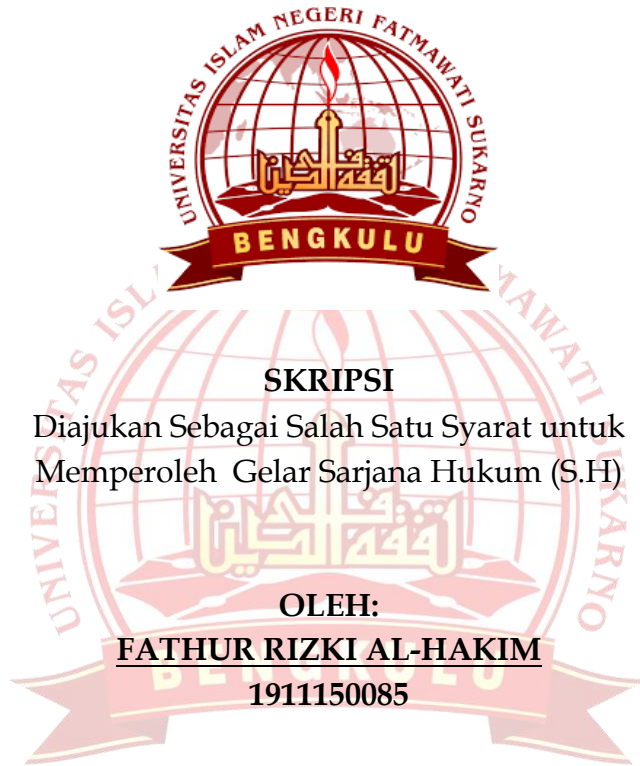 UNIVERSITAS ISLAM NEGERI FATMAWATI SUKARNO
BENGKULU
SKRIPSI
Diajukan Sebagai Salah Satu Syarat untuk
Memperoleh Gelar Sarjana Hukum (S.H)
OLEH:
FATHUR RIZKI AL-HAKIM
1911150085